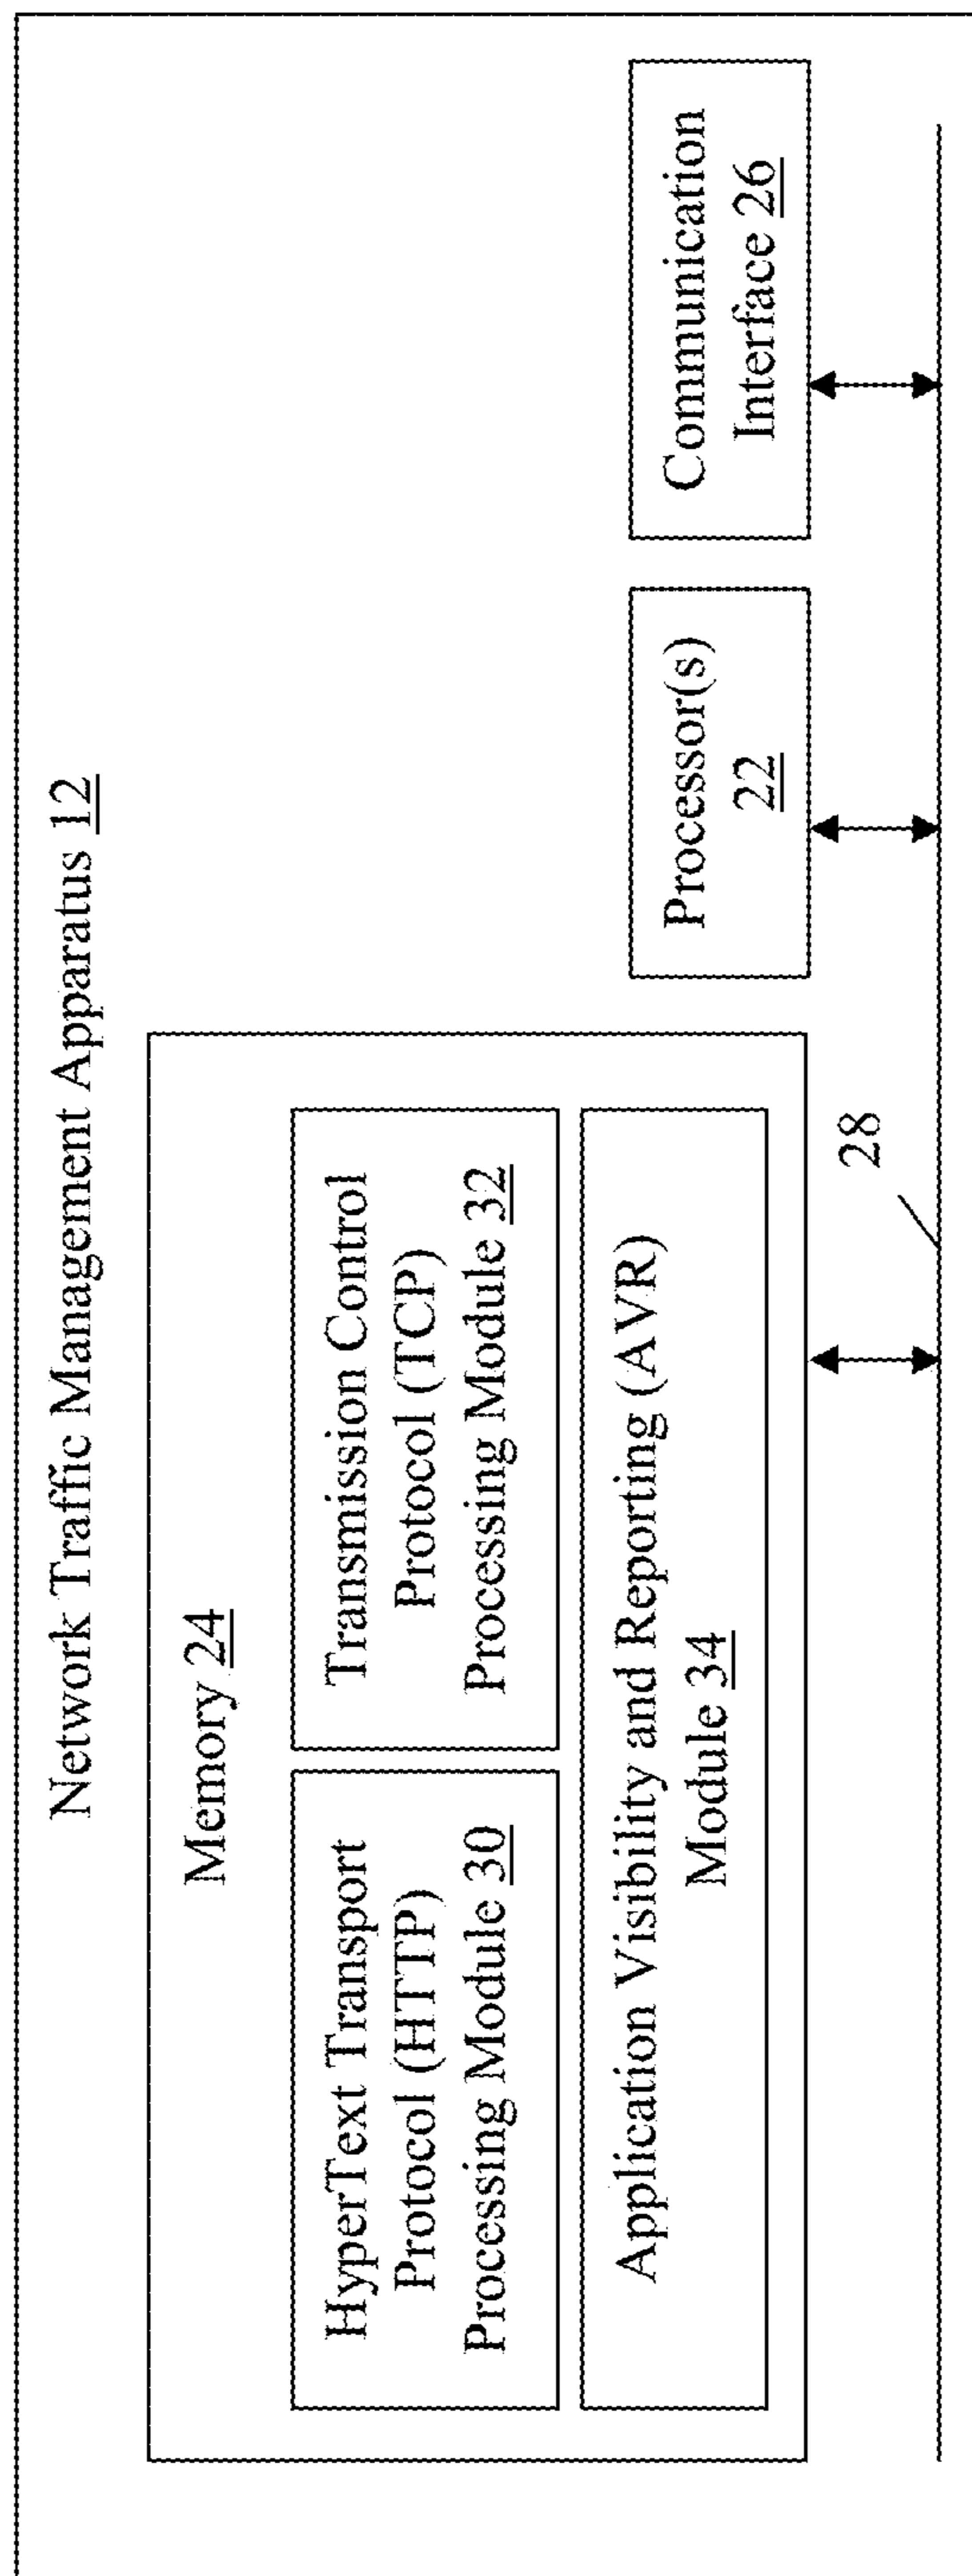 Network Traffic Management Apparatus 12
Memory 24
HyperText Transport
Protocol (HTTP)
Processing Module 30
Transmission Control
Protocol (TCP)
Processing Module 32
Application Visibility and Reporting (AVR)
Module 34
Processor(s)
22
Communication
Interface 26
28